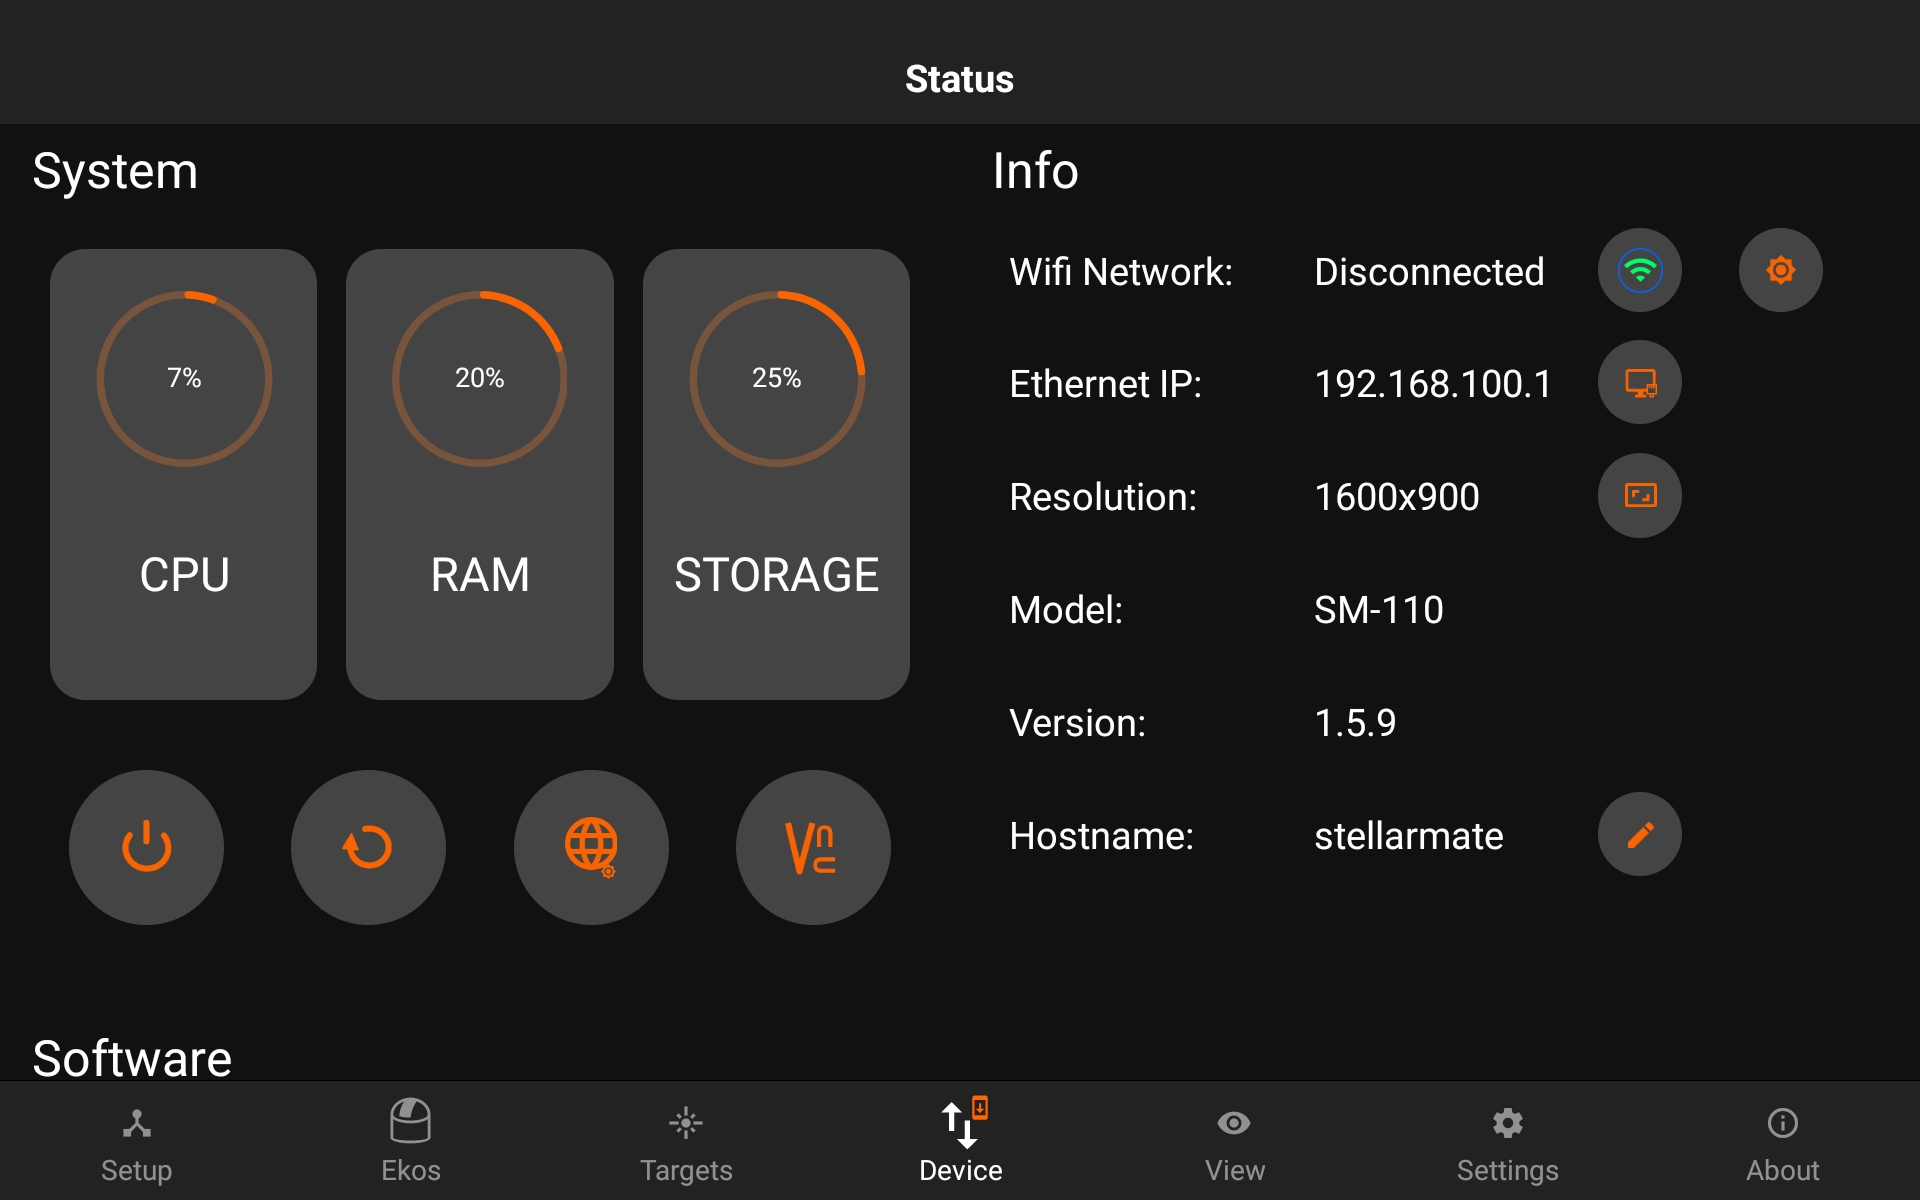 Status
System
7%
CPU
20%
RAM
25%
STORAGE
Info
Wifi Network: Disconnected
Ethernet IP: 192.168.100.1
Resolution: 1600x900
Model: SM-110
Version: 1.5.9
Hostname: stellarmate
Vnc
Software
Setup
Ekos
Targets
Device
View
Settings
About